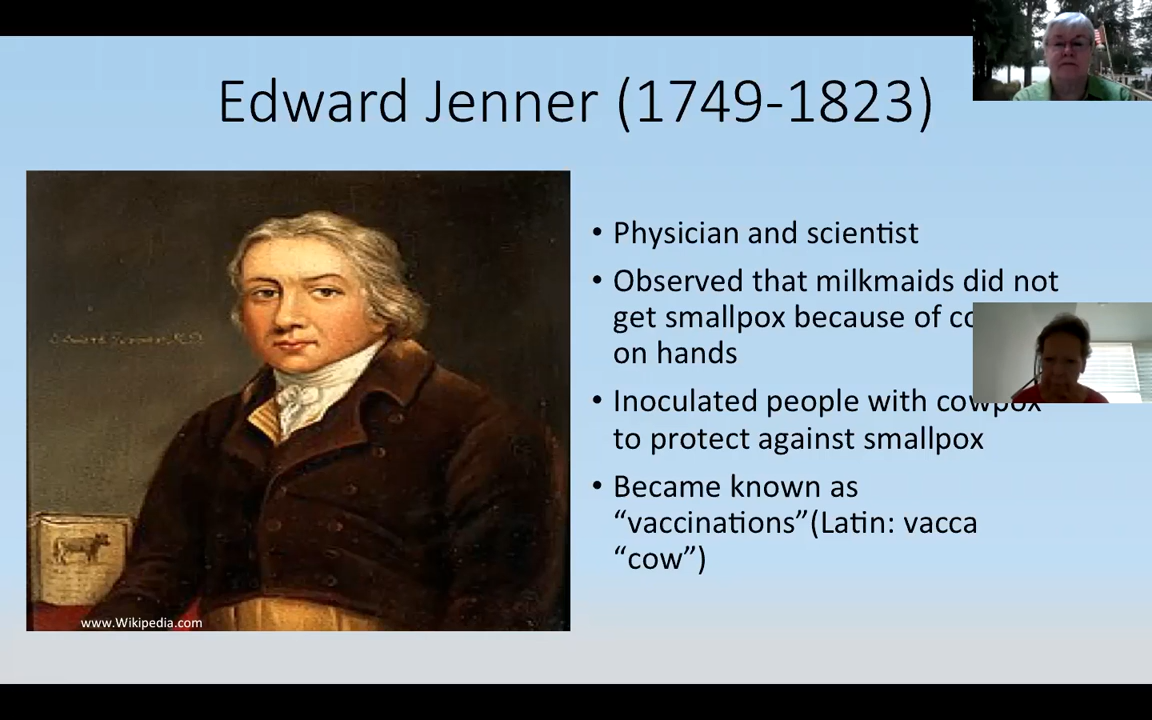 Edward Jenner (1749-1823)
• Physician and scientist
• Observed that milkmaids did not
get smallpox because of
on hands
• Inoculated people with cowpox
to protect against smallpox
• Became known as
“vaccinations”(Latin: vacca
“cow”)
www.Wikipedia.com